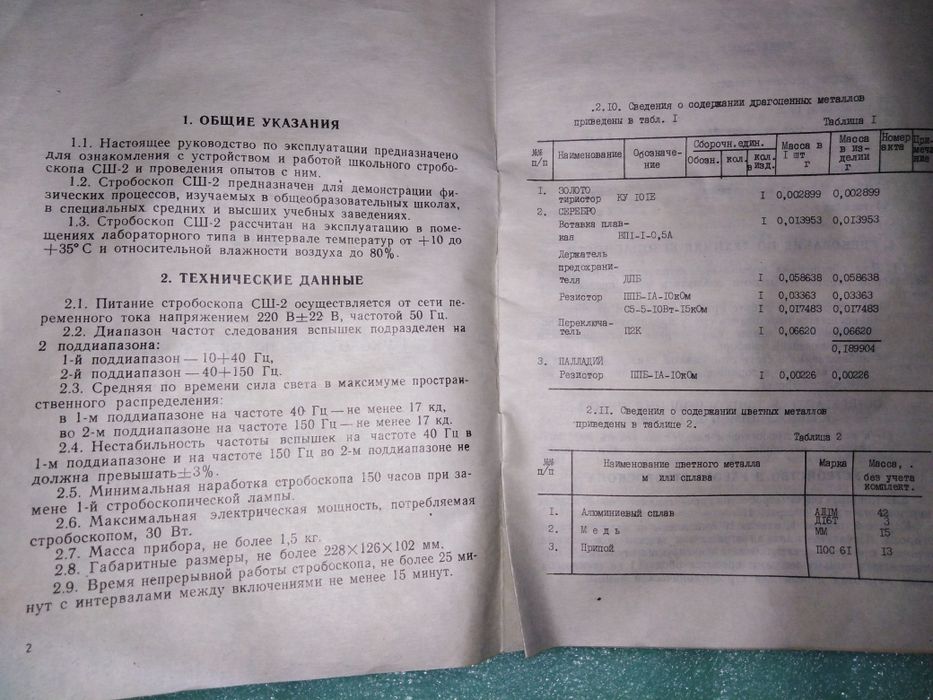 1. ОБЩИЕ УКАЗАНИЯ
1.1. Настоящее руководство по эксплуатации предназначено
для ознакомления с устройством и работой школьного стробо-
скопа СШ-2 и проведения опытов с ним.
1.2. Стробоскоп СШ-2 предназначен для демонстрации фи-
зических процессов, изучаемых в общеобразовательных школах,
в специальных средних и высших учебных заведениях.
1.3. Стробоскоп СШ-2 рассчитан на эксплуатацию в поме-
щениях лабораторного типа в интервале температур от +10 до
+35°С и относительной влажности воздуха до 80%.
2. ТЕХНИЧЕСКИЕ ДАННЫЕ
2.1. Питание стробоскопа СШ-2 осуществляется от сети пе-
ременного тока напряжением 220 В±22 В, частотой 50 Гц.
2.2. Диапазон частот следования вспышек подразделен на
2 поддиапазона:
1-й поддиапазон — 10÷40 Гц,
2-й поддиапазон — 40÷150 Гц.
2.3. Средняя по времени сила света в максимуме простран-
ственного распределения:
в 1-м поддиапазоне на частоте 40 Гц — не менее 17 кд,
во 2-м поддиапазоне на частоте 150 Гц — не менее 17 кд.
2.4. Нестабильность частоты вспышек на частоте 40 Гц в
1-м поддиапазоне и на частоте 150 Гц во 2-м поддиапазоне не
должна превышать ±3%.
2.5. Минимальная наработка стробоскопа 150 часов при за-
мене 1-й стробоскопической лампы.
2.6. Максимальная электрическая мощность, потребляемая
стробоскопом, 30 Вт.
2.7. Масса прибора, не более 1,5 кг.
2.8. Габаритные размеры, не более 228×126×102 мм.
2.9. Время непрерывной работы стробоскопа, не более 25 ми-
нут с интервалами между включениями не менее 15 минут.
2
.2.10. Сведения о содержании драгоценных металлов
приведены в табл. I
Таблица I
№№ п/п Наименование Обозначе-ние Сборочн.един. Обозн. кол. кол. в изд. Масса в I шт г Масса в из-делии г Номер акта При-меча-ние
1. ЗОЛОТО
тиристор КУ 101Е I 0,002899 0,002899
2. СЕРЕБРО
Вставка плав-
кая ВП1-1-0,5А I 0,013953 0,013953
Держатель
предохрани-
теля ДПБ I 0,058638 0,058638
Резистор ППБ-1А-10кОм I 0,03363 0,03363
С5-5-10Вт-15кОм I 0,017483 0,017483
Переключа-
тель П2К I 0,06620 0,06620
0,189904
3. ПАЛЛАДИЙ
Резистор ППБ-1А-10кОм I 0,00226 0,00226
2.11. Сведения о содержании цветных металлов
приведены в таблице 2.
Таблица 2
№№ п/п Наименование цветного металла м или сплава Марка Масса, . без учета комплект.
1. Алюминиевый сплав АД1М 42
Д16Т 3
2. Медь ММ 15
3. Припой ПОС 61 13